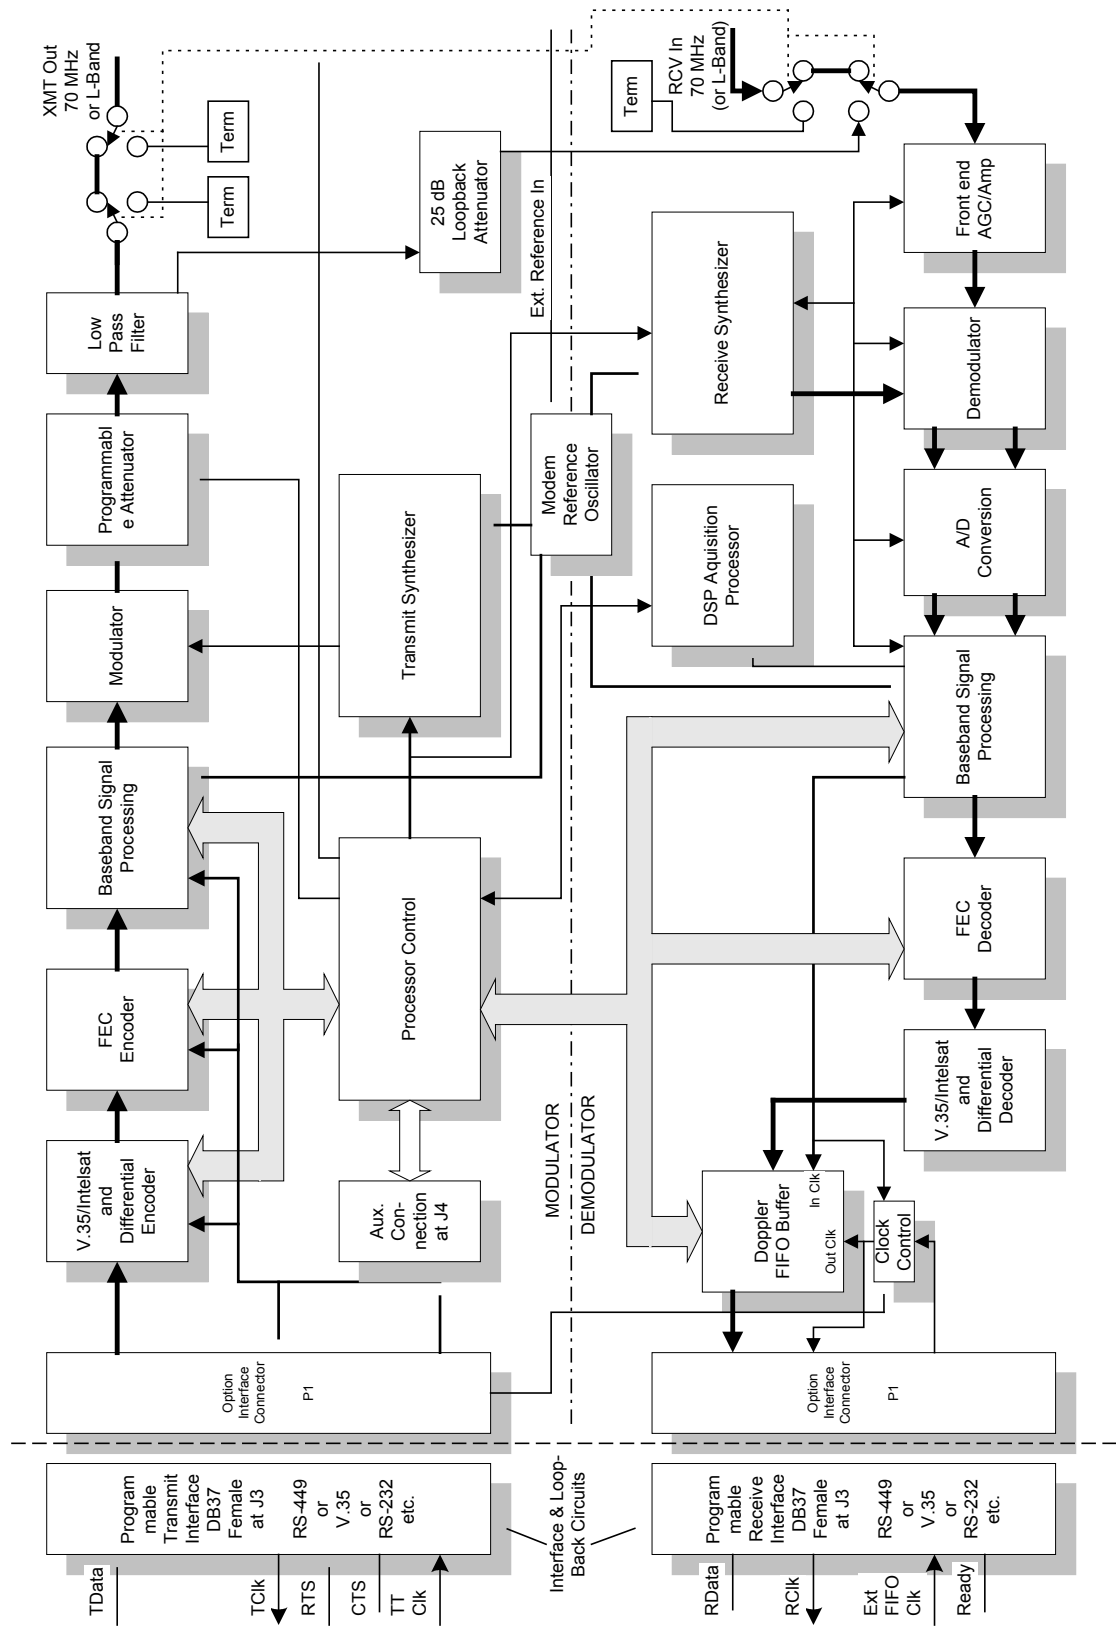 XMT Out
70 MHz
or L-Band
Term
Term
Low
Pass
Filter
Programmabl
e Attenuator
Modulator
Baseband Signal
Processing
FEC
Encoder
V.35/Intelsat
and
Differential
Encoder
Option
Interface
Connector
P1
Program
mable
Transmit
Interface
DB37
Female
at J3
RS-449
or
V.35
or
RS-232
etc.
TData
TClk
RTS
CTS
TT
Clk
25 dB
Loopback
Attenuator
Ext. Reference In
Transmit Synthesizer
Modem
Reference
Oscillator
Processor Control
Aux.
Con-
nection
at J4
MODULATOR
DEMODULATOR
Interface & Loop-
Back Circuits
Term
RCV In
70 MHz
(or L-Band)
Front end
AGC/Amp
Receive Synthesizer
Demodulator
DSP Aquisition
Processor
A/D
Conversion
Baseband Signal
Processing
FEC
Decoder
V.35/Intelsat
and
Differential
Decoder
Doppler
FIFO Buffer
In Clk
Out Clk
Clock
Control
Option
Interface
Connector
P1
Program
mable
Receive
Interface
DB37
Female
at J3
RS-449
or
V.35
or
RS-232
etc.
RData
RClk
Ext
FIFO
Clk
Ready